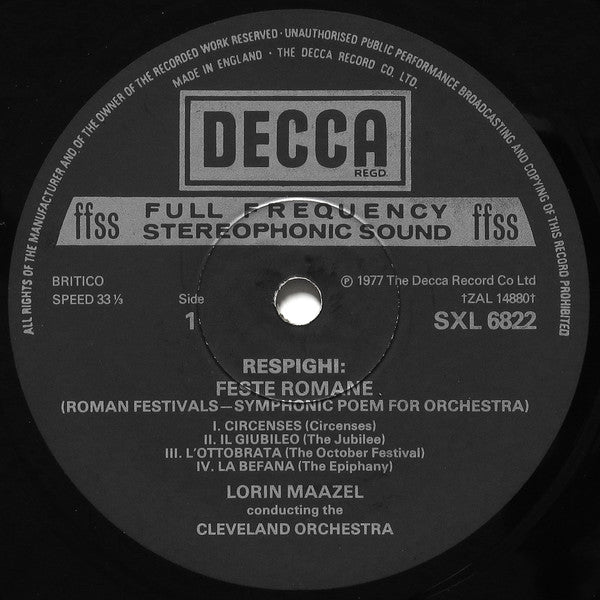 ALL RIGHTS OF THE MANUFACTURER AND OF THE OWNER OF THE RECORDED WORK RESERVED · UNAUTHORISED PUBLIC PERFORMANCE BROADCASTING AND COPYING OF THIS RECORD PROHIBITED
MADE IN ENGLAND · THE DECCA RECORD CO. LTD.
DECCA
REGD.
ffss FULL FREQUENCY ffss
STEREOPHONIC SOUND
BRITICO ℗ 1977 The Decca Record Co Ltd
SPEED 33⅓ Side †ZAL 14880†
1 SXL 6822
RESPIGHI:
FESTE ROMANE
(ROMAN FESTIVALS—SYMPHONIC POEM FOR ORCHESTRA)
I. CIRCENSES (Circenses)
II. IL GIUBILEO (The Jubilee)
III. L'OTTOBRATA (The October Festival)
IV. LA BEFANA (The Epiphany)
LORIN MAAZEL
conducting the
CLEVELAND ORCHESTRA